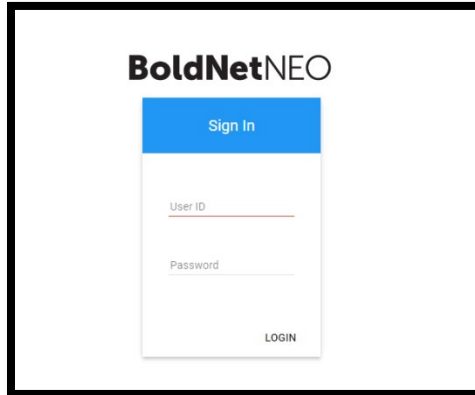 BoldNetNEO
Sign In
User ID
Password
LOGIN